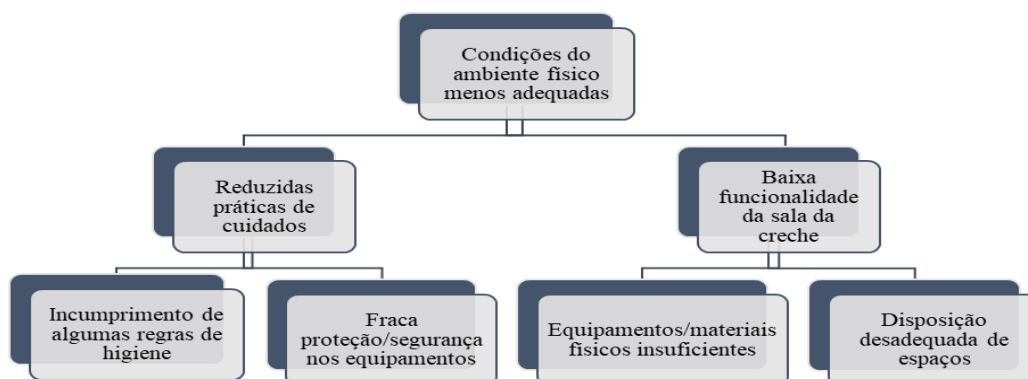 Condições do
ambiente físico
menos adequadas
Reduzidas
práticas de
cuidados
Baixa
funcionalidade
da sala da
creche
Incumprimento de
algumas regras de
higiene
Fraca
proteção/segurança
nos equipamentos
Equipamentos/materiais
físicos insuficientes
Disposição
desadequada de
espaços